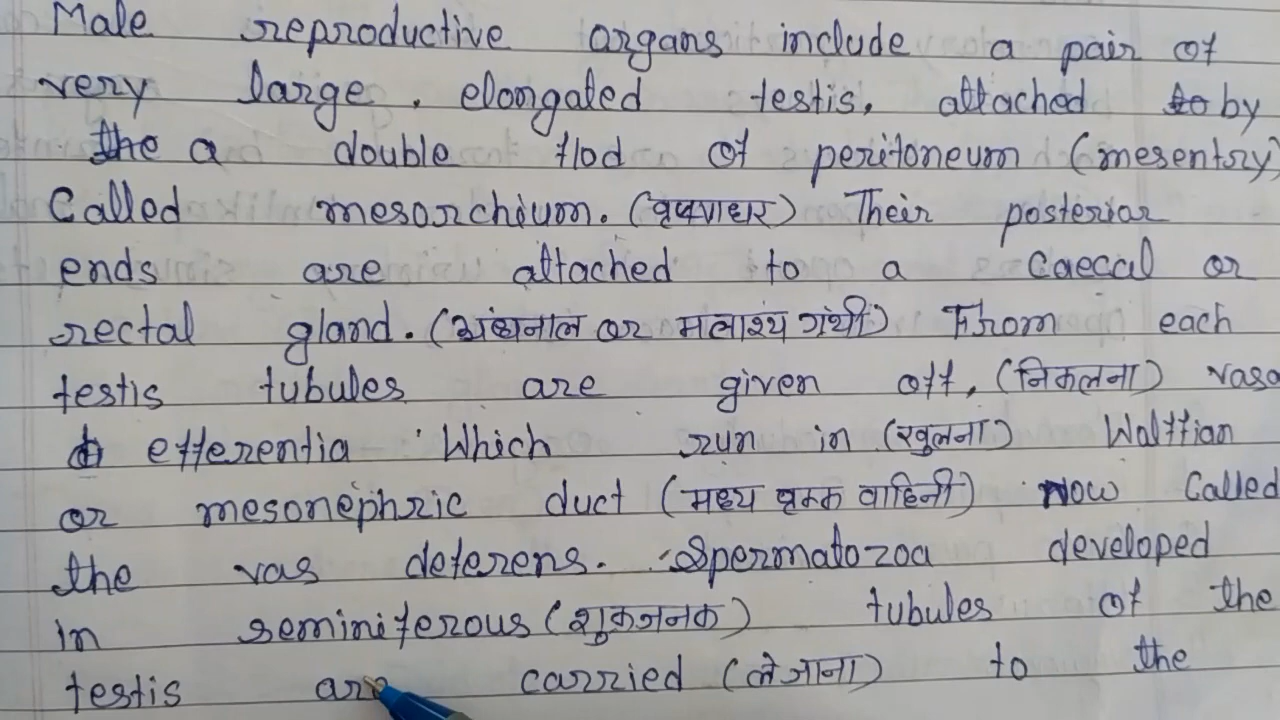 Male reproductive organs include a pair of
very large, elongated testis, attached to by
the a double flod of peritoneum (mesentry)
Called mesorchium. (वृषणधर) Their posterior
ends are attached to a Caecal or
rectal gland. (अंधनाल or मलाश्य गंथी) From each
testis tubules are given off, (निकलना) vasa
efferentia Which run in (खुलना) Wolffian
or mesonephric duct (मध्य वृक्क वाहिनी) Now Called
the vas deferens. Spermatozoa developed
in seminiferous (शुक्रजनक) tubules of the
testis are carried (ले जाना) to the